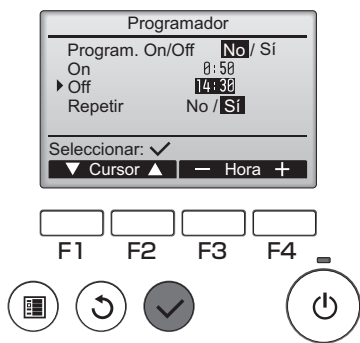 Programador
Program. On/Off No / Sí
On 8:50
Off 14:30
Repetir No / Sí
Seleccionar: ✓
▼ Cursor ▲ − Hora +
F1 F2 F3 F4